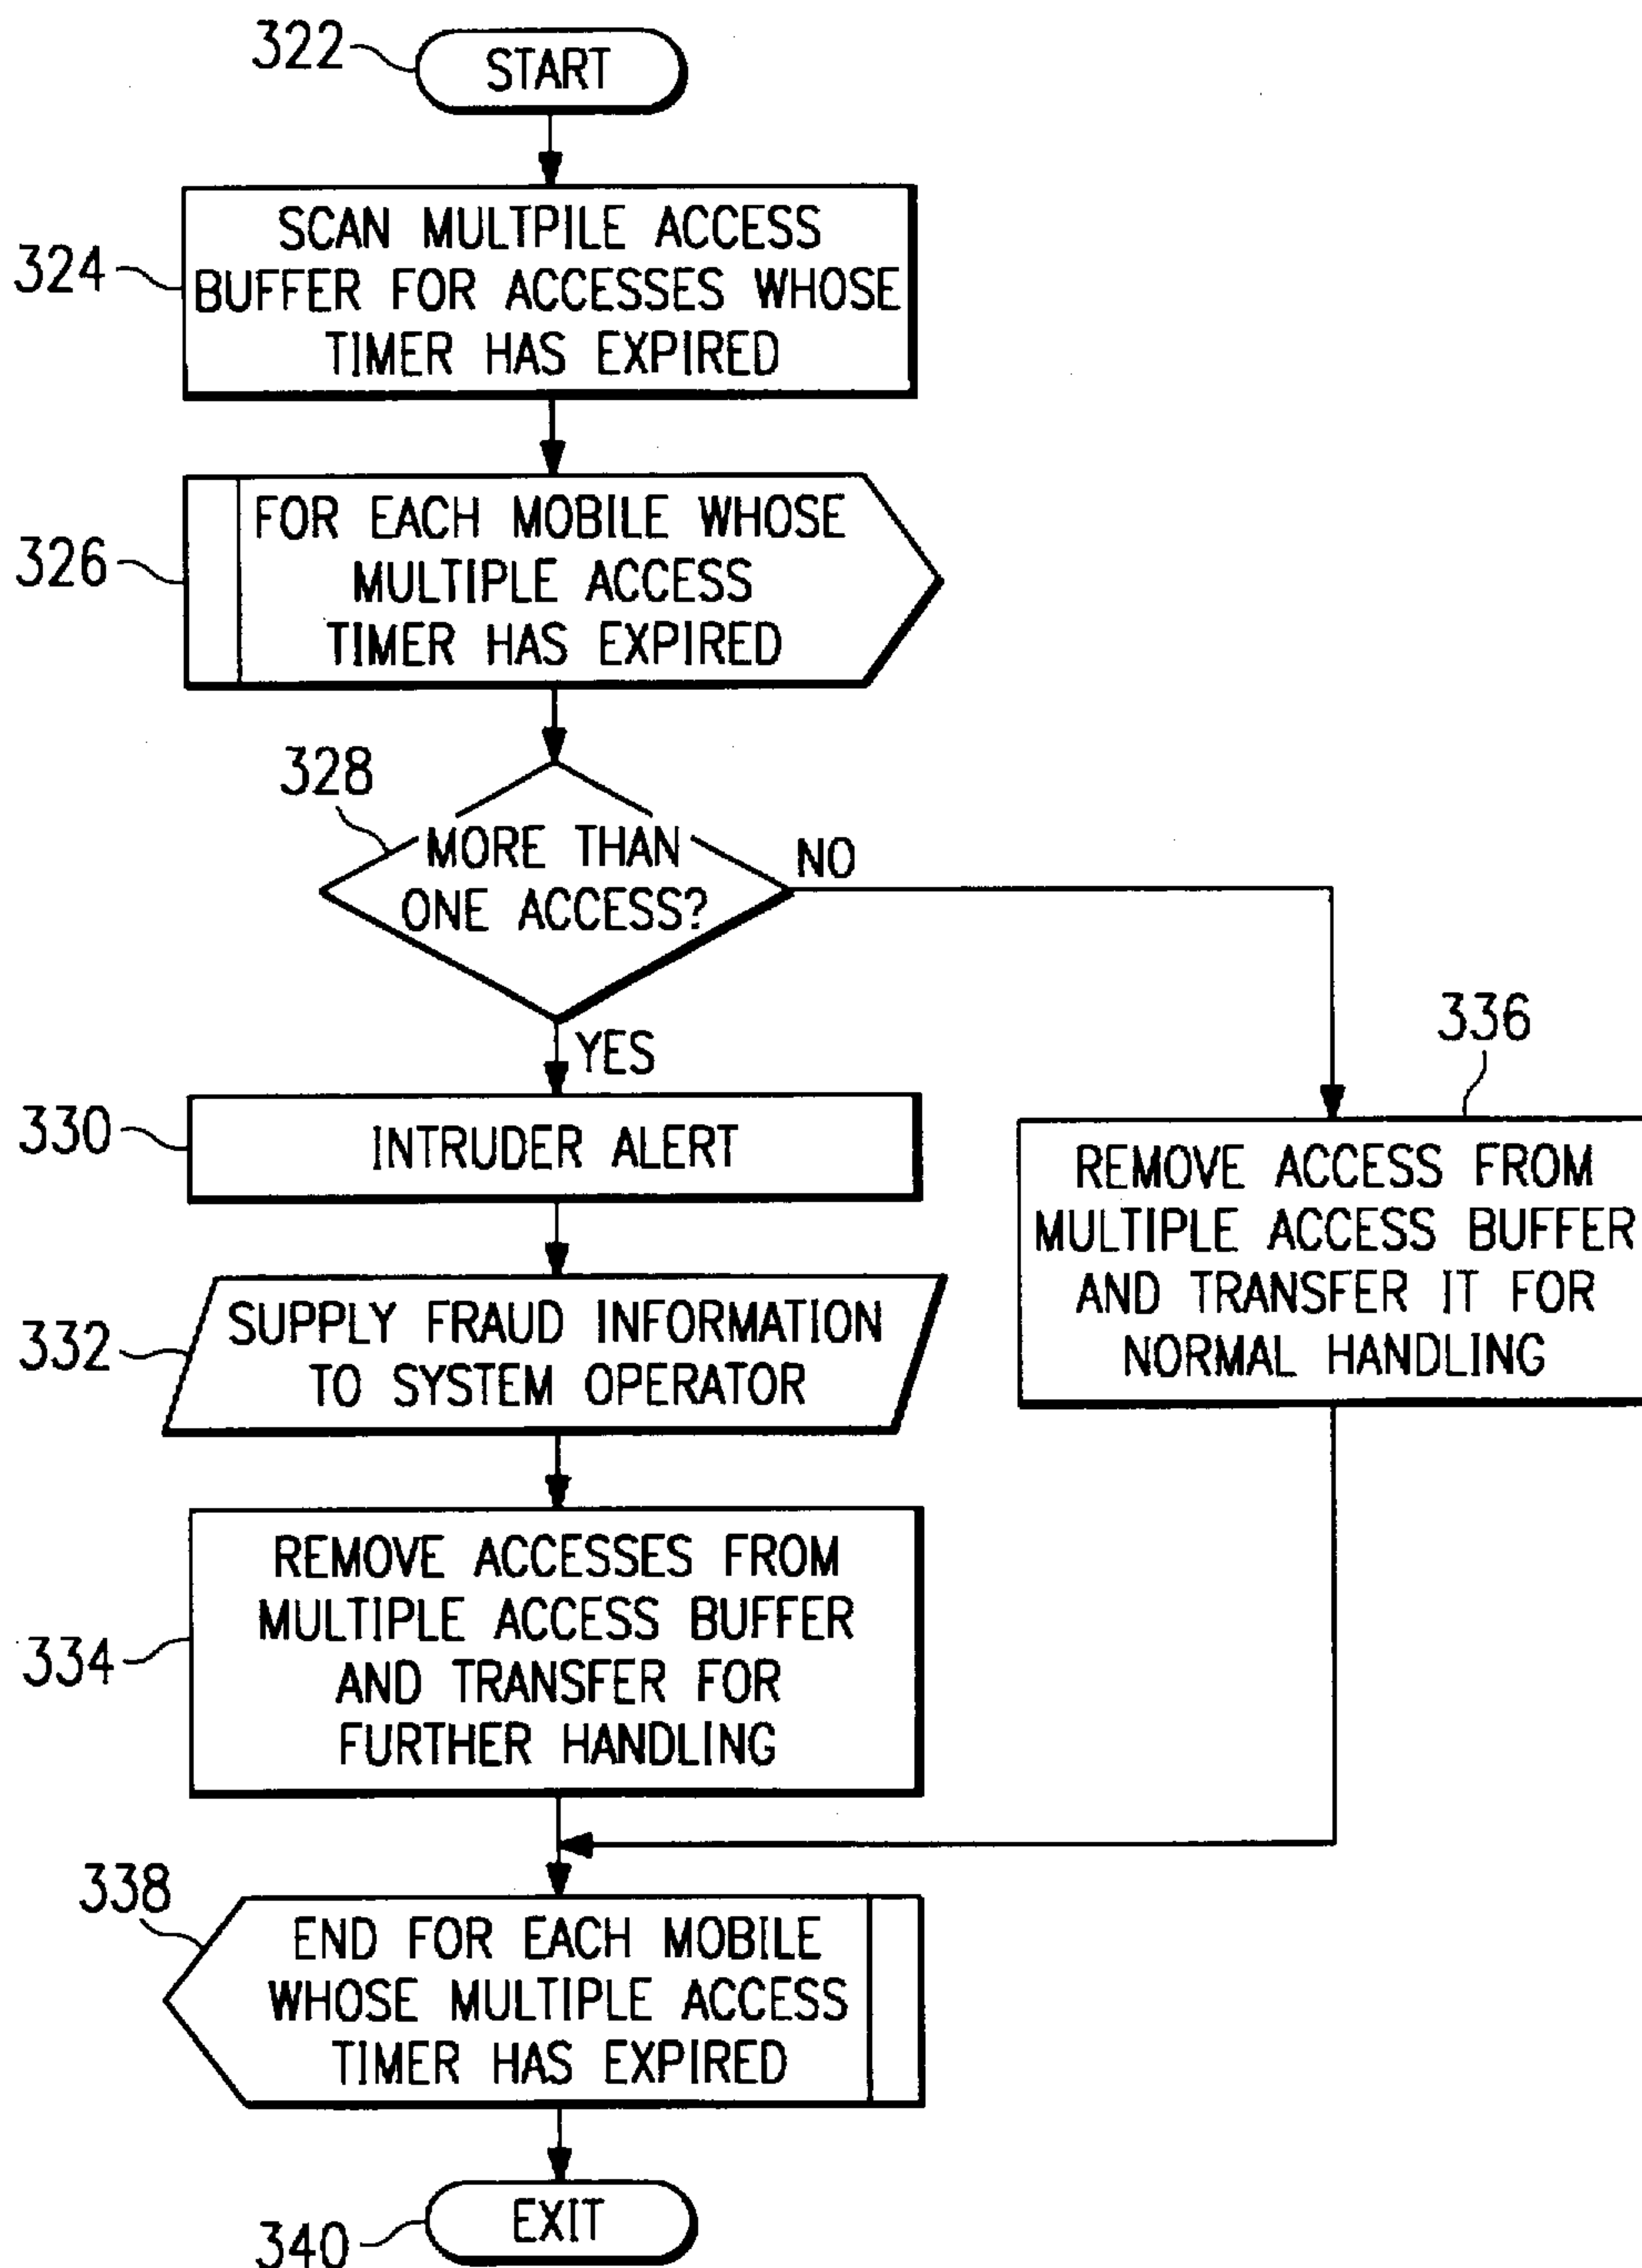 322
START
324
SCAN MULTPILE ACCESS
BUFFER FOR ACCESSES WHOSE
TIMER HAS EXPIRED
326
FOR EACH MOBILE WHOSE
MULTIPLE ACCESS
TIMER HAS EXPIRED
328
MORE THAN
ONE ACCESS?
NO
YES
330
INTRUDER ALERT
336
REMOVE ACCESS FROM
MULTIPLE ACCESS BUFFER
AND TRANSFER IT FOR
NORMAL HANDLING
332
SUPPLY FRAUD INFORMATION
TO SYSTEM OPERATOR
334
REMOVE ACCESSES FROM
MULTIPLE ACCESS BUFFER
AND TRANSFER FOR
FURTHER HANDLING
338
END FOR EACH MOBILE
WHOSE MULTIPLE ACCESS
TIMER HAS EXPIRED
340
EXIT